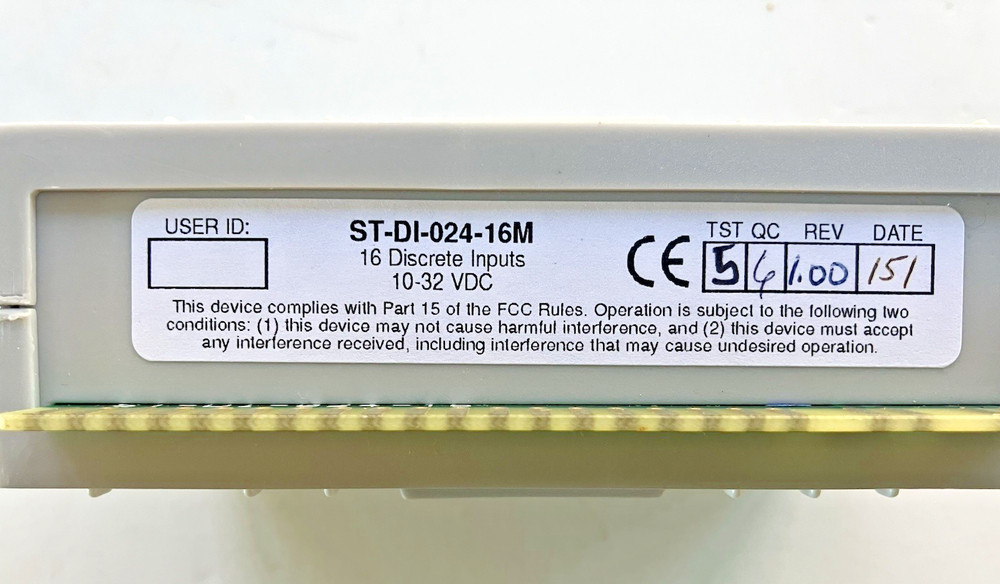 USER ID:
ST-DI-024-16M
16 Discrete Inputs
10-32 VDC
CE
TST QC REV DATE
5 6 1.00 151
This device complies with Part 15 of the FCC Rules. Operation is subject to the following two
conditions: (1) this device may not cause harmful interference, and (2) this device must accept
any interference received, including interference that may cause undesired operation.